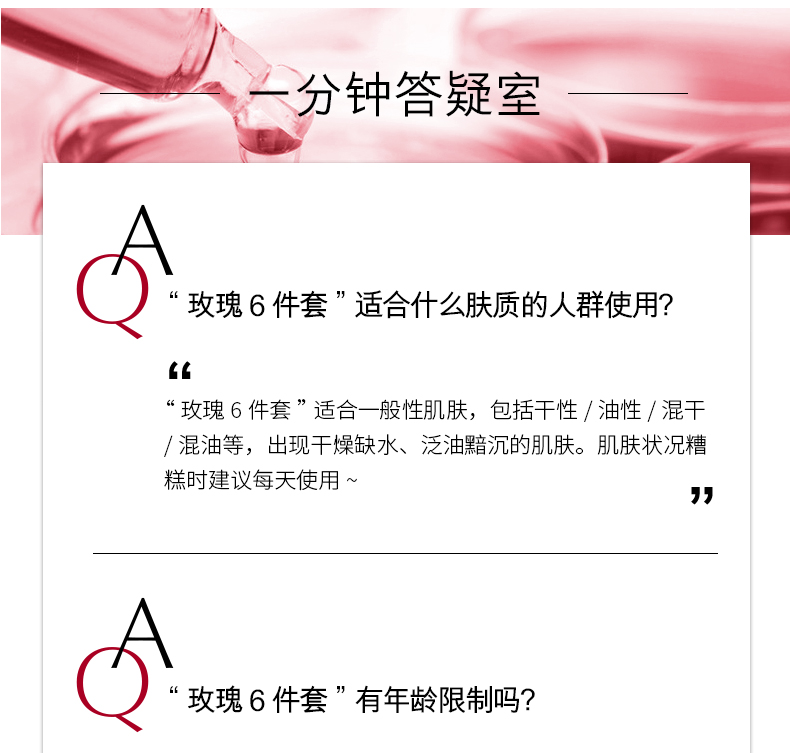 一分钟答疑室
A
Q
“玫瑰 6 件套”适合什么肤质的人群使用?
“
“玫瑰 6 件套”适合一般性肌肤，包括干性 / 油性 / 混干
/ 混油等，出现干燥缺水、泛油黯沉的肌肤。肌肤状况糟
糕时建议每天使用 ~
”
A
Q
“玫瑰 6 件套”有年龄限制吗?